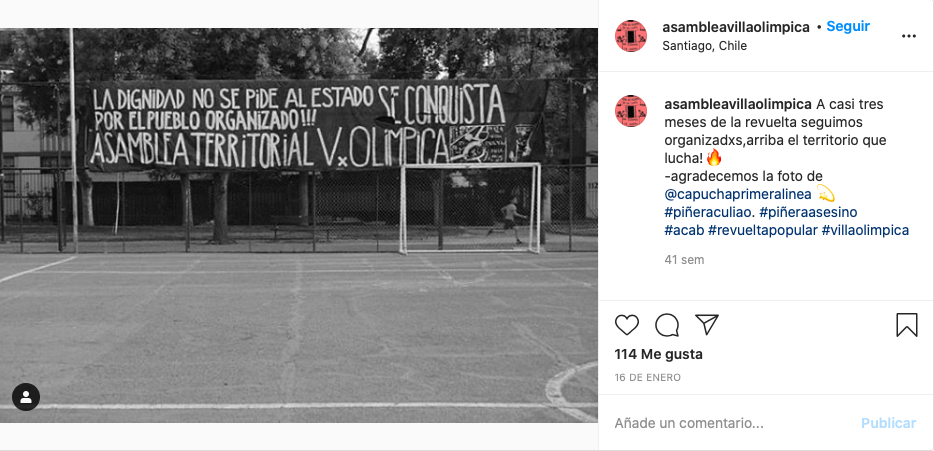 LA DIGNIDAD NO SE PIDE AL ESTADO SE CONQUISTA
POR EL PUEBLO ORGANIZADO!!!
ASAMBLEA TERRITORIAL V. OLIMPICA
asambleavillaolimpica • Seguir
Santiago, Chile
asambleavillaolimpica A casi tres
meses de la revuelta seguimos
organizadxs,arriba el territorio que
lucha!🔥
-agradecemos la foto de
@capuchaprimeralinea 💫
#piñeraculiao. #piñeraasesino
#acab #revueltapopular #villaolimpica
41 sem
114 Me gusta
16 DE ENERO
Añade un comentario...
Publicar